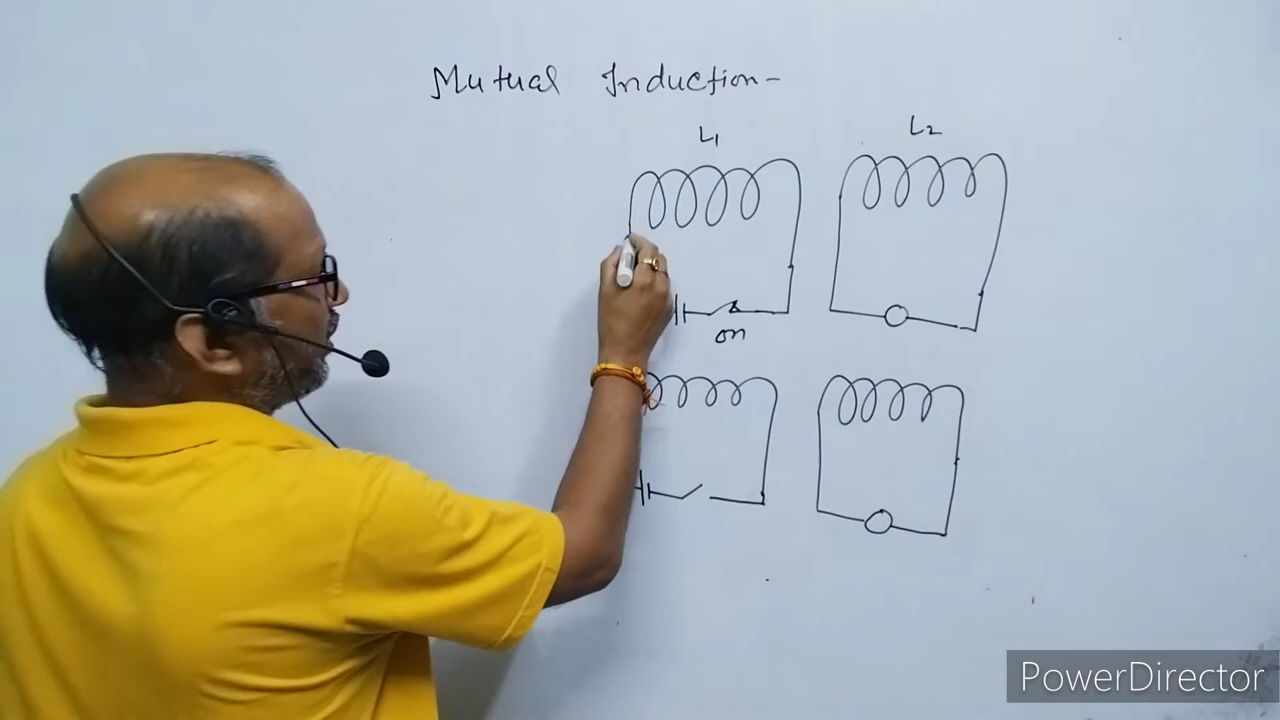 Mutual Induction-
L₁ L₂
on
PowerDirector